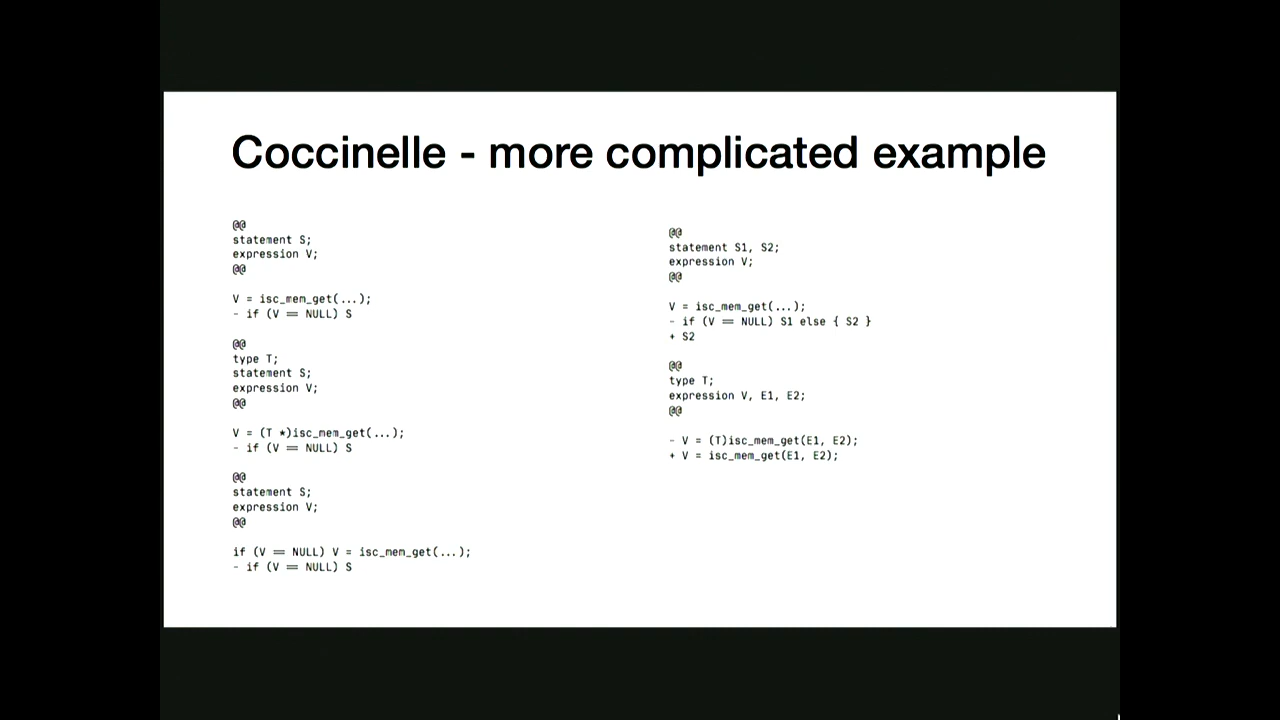 Coccinelle - more complicated example
@@
statement S;
expression V;
@@
V = isc_mem_get(...);
- if (V == NULL) S
@@
type T;
statement S;
expression V;
@@
V = (T *)isc_mem_get(...);
- if (V == NULL) S
@@
statement S;
expression V;
@@
if (V == NULL) V = isc_mem_get(...);
- if (V == NULL) S
@@
statement S1, S2;
expression V;
@@
V = isc_mem_get(...);
- if (V == NULL) S1 else { S2 }
+ S2
@@
type T;
expression V, E1, E2;
@@
- V = (T)isc_mem_get(E1, E2);
+ V = isc_mem_get(E1, E2);